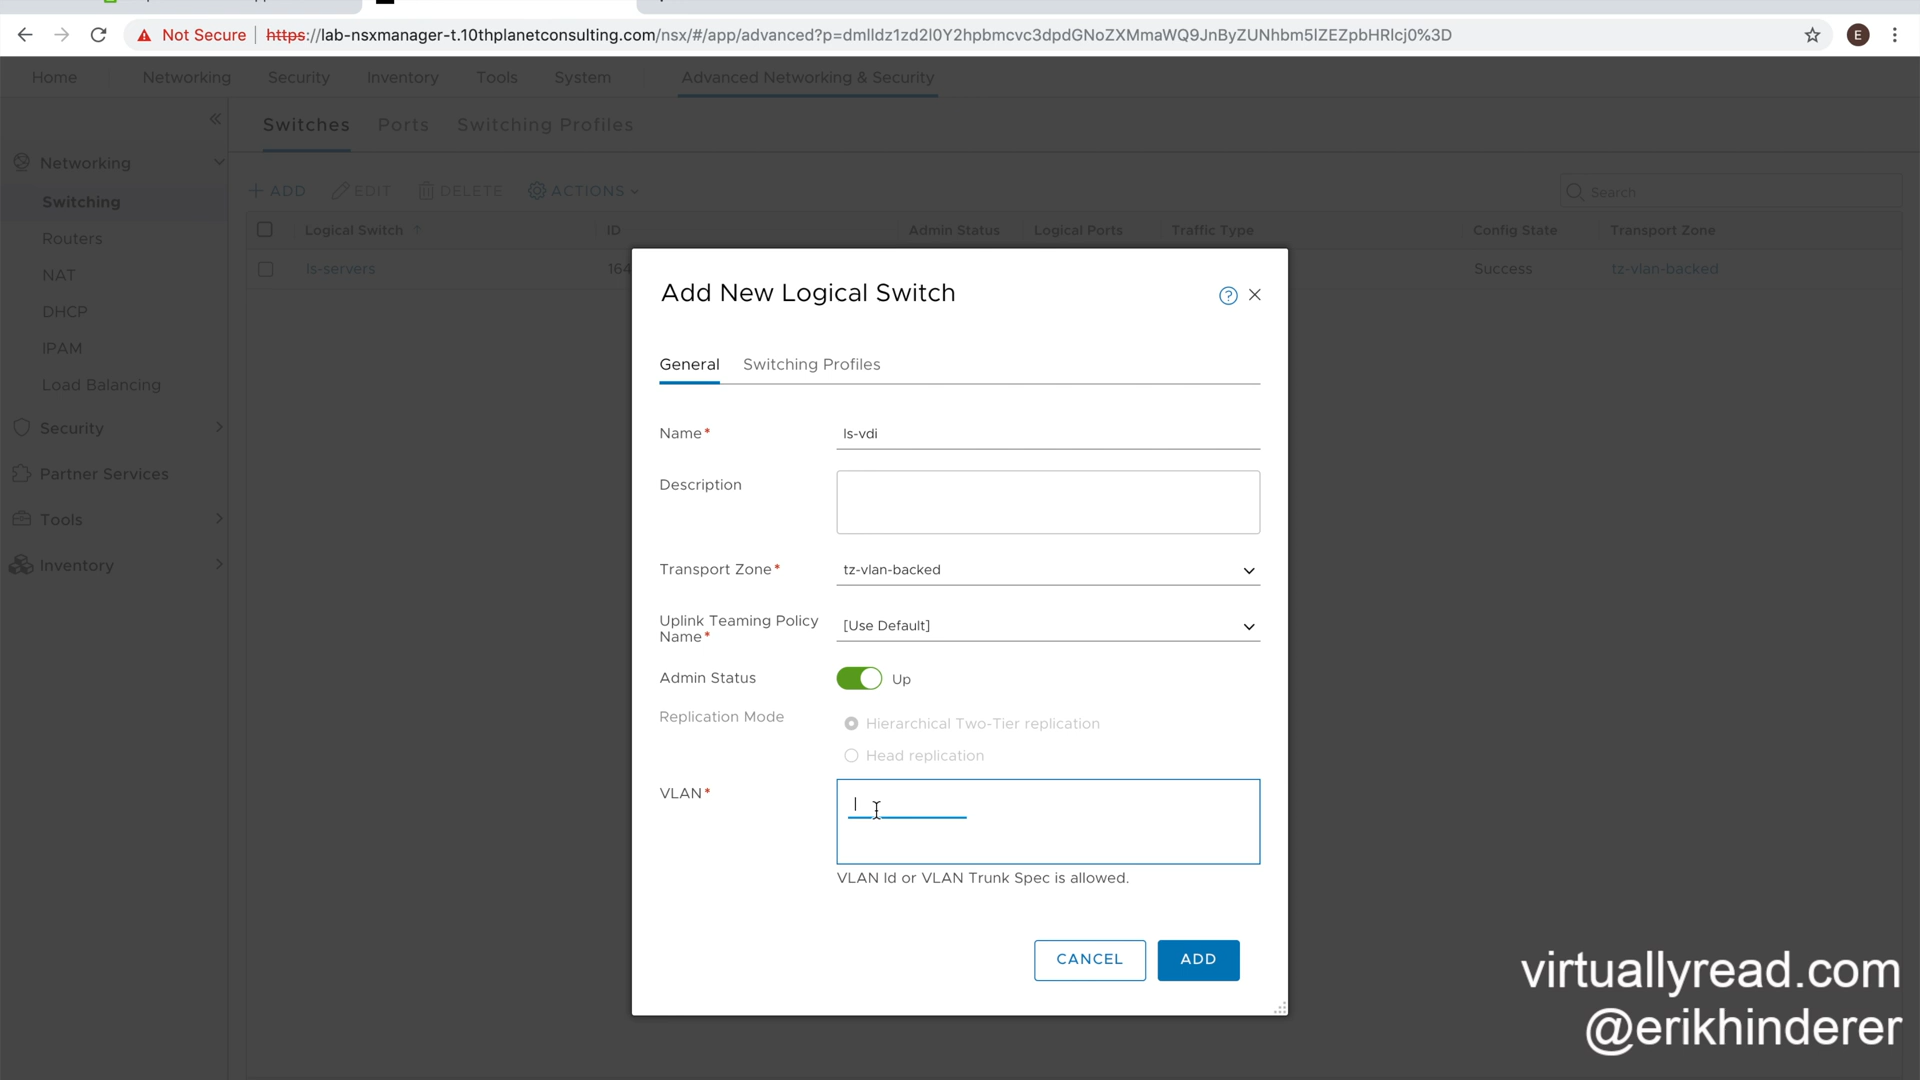 Not Secure
https://lab-nsxmanager-t.10thplanetconsulting.com/nsx/#/app/advanced?p=dmlldz1zd2l0Y2hpbmcvc3dpdGNoZXMmaWQ9JnByZUNhbm5lZEZpbHRlcj0%3D
E
Home Networking Security Inventory Tools System Advanced Networking & Security
Switches Ports Switching Profiles
Networking
Switching
Routers
NAT
DHCP
IPAM
Load Balancing
Security
Partner Services
Tools
Inventory
+ ADD EDIT DELETE ACTIONS
Search
Logical Switch ID Admin Status Logical Ports Traffic Type Config State Transport Zone
ls-servers 164 Success tz-vlan-backed
Add New Logical Switch
General Switching Profiles
Name* ls-vdi
Description
Transport Zone* tz-vlan-backed
Uplink Teaming Policy Name* [Use Default]
Admin Status Up
Replication Mode Hierarchical Two-Tier replication
Head replication
VLAN*
VLAN Id or VLAN Trunk Spec is allowed.
CANCEL ADD
virtuallyread.com
@erikhinderer